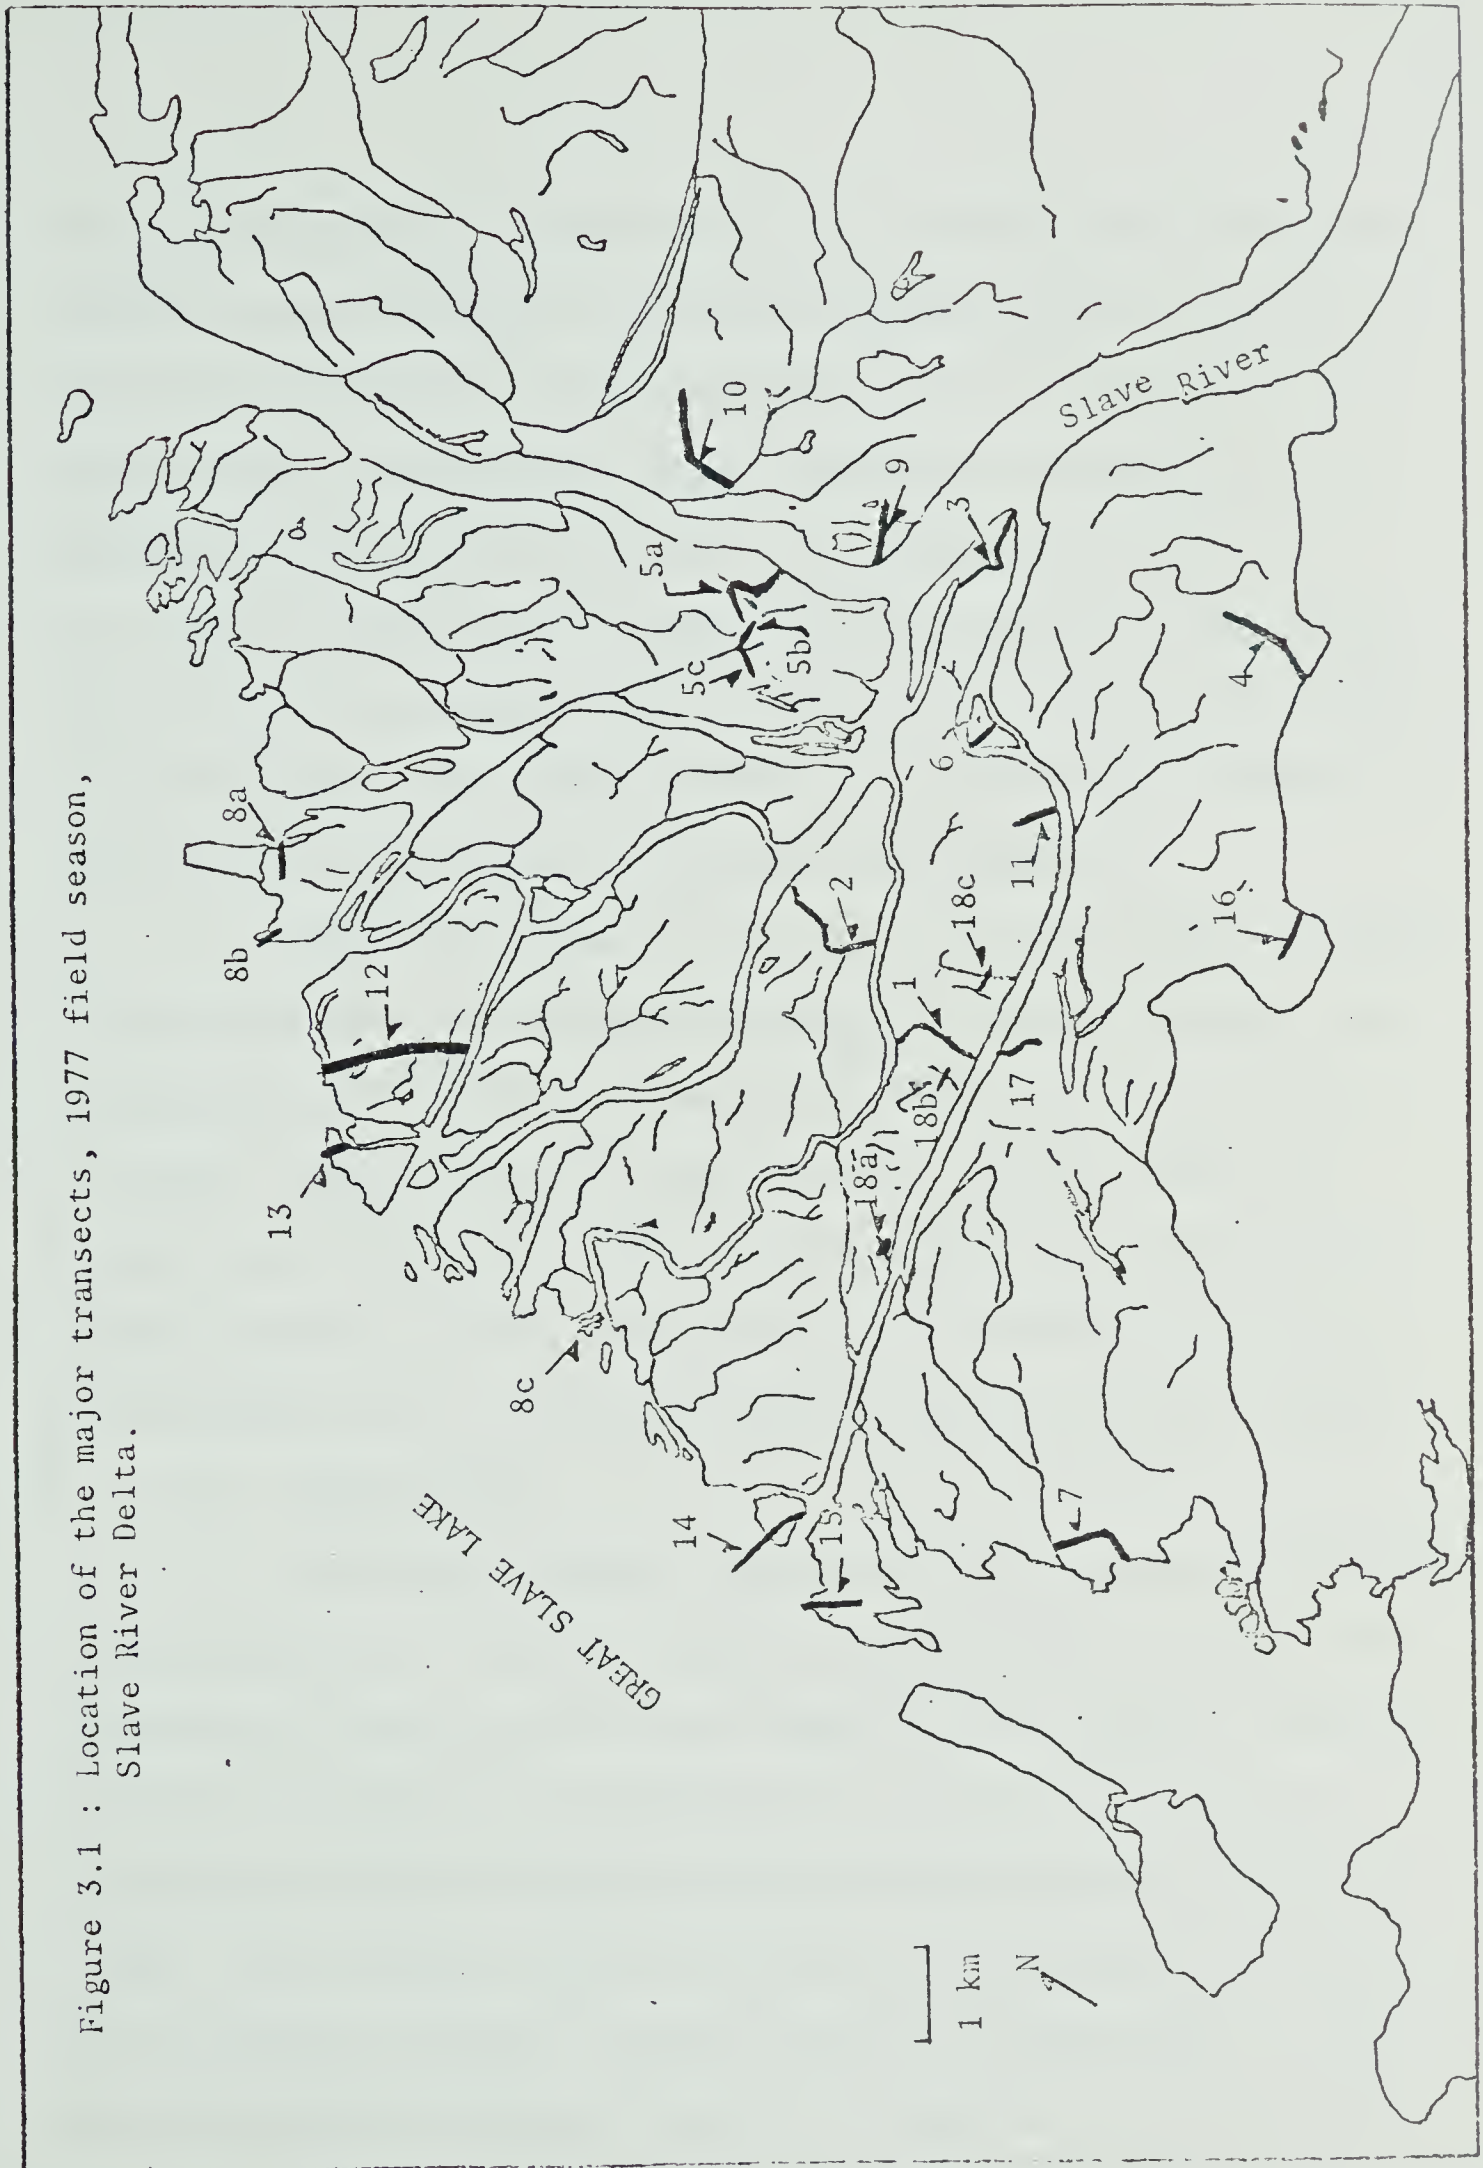 Figure 3.1 : Location of the major transects, 1977 field season,
Slave River Delta.
GREAT SLAVE LAKE
Slave River
13
8b
8a
12
8c
14
15
7
5a
5b
5c
10
9
3
4
6
2
11
1
18c
18b
18a
17
16
1 km
N